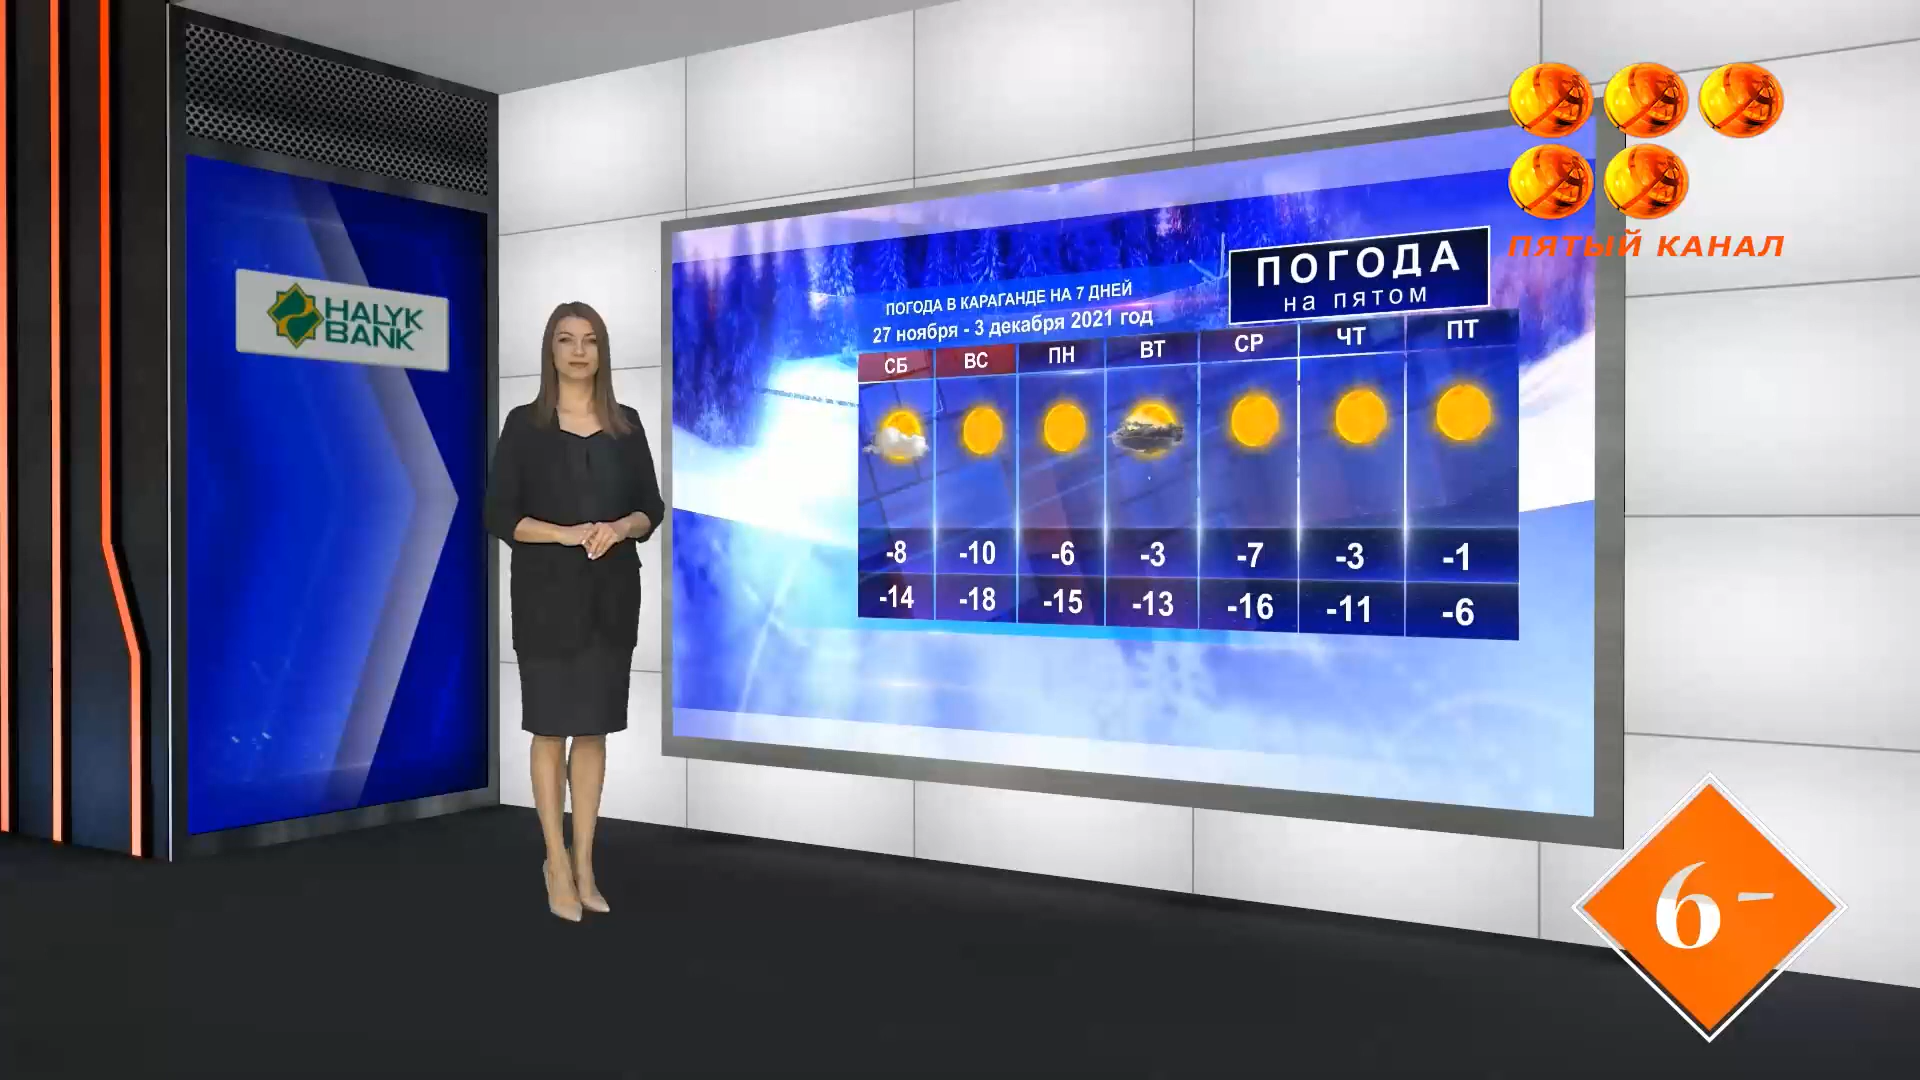 ПЯТЫЙ КАНАЛ
HALYK
BANK
ПОГОДА
на пятом
ПОГОДА В КАРАГАНДЕ НА 7 ДНЕЙ
27 ноября - 3 декабря 2021 год
СБ ВС ПН ВТ СР ЧТ ПТ
-8 -10 -6 -3 -7 -3 -1
-14 -18 -15 -13 -16 -11 -6
6-